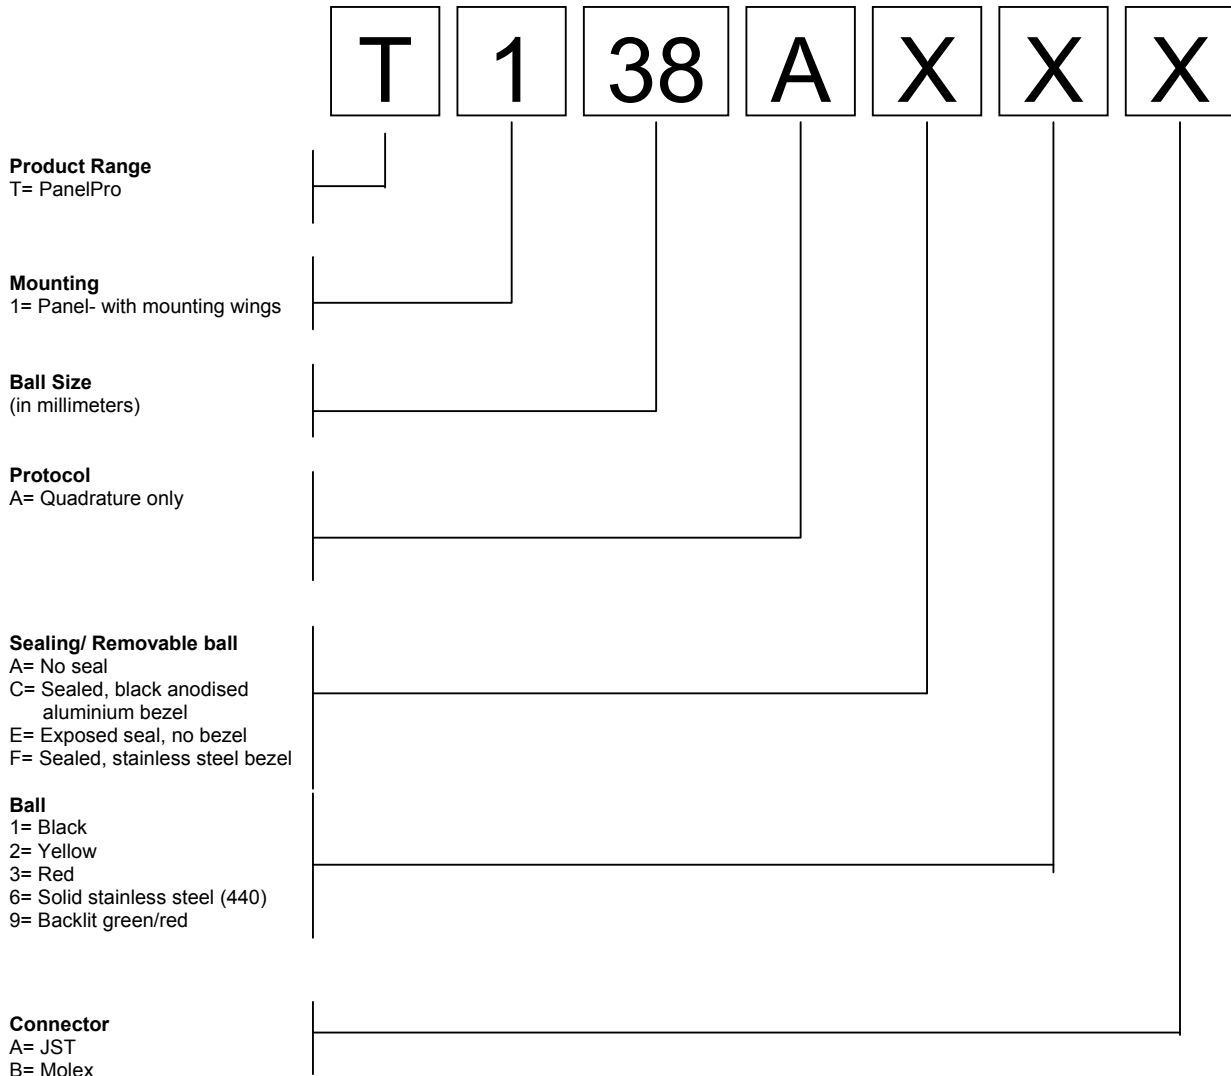 T 1 38 A X X X
Product Range
T= PanelPro
Mounting
1= Panel- with mounting wings
Ball Size
(in millimeters)
Protocol
A= Quadrature only
Sealing/ Removable ball
A= No seal
C= Sealed, black anodised
aluminium bezel
E= Exposed seal, no bezel
F= Sealed, stainless steel bezel
Ball
1= Black
2= Yellow
3= Red
6= Solid stainless steel (440)
9= Backlit green/red
Connector
A= JST
B= Molex